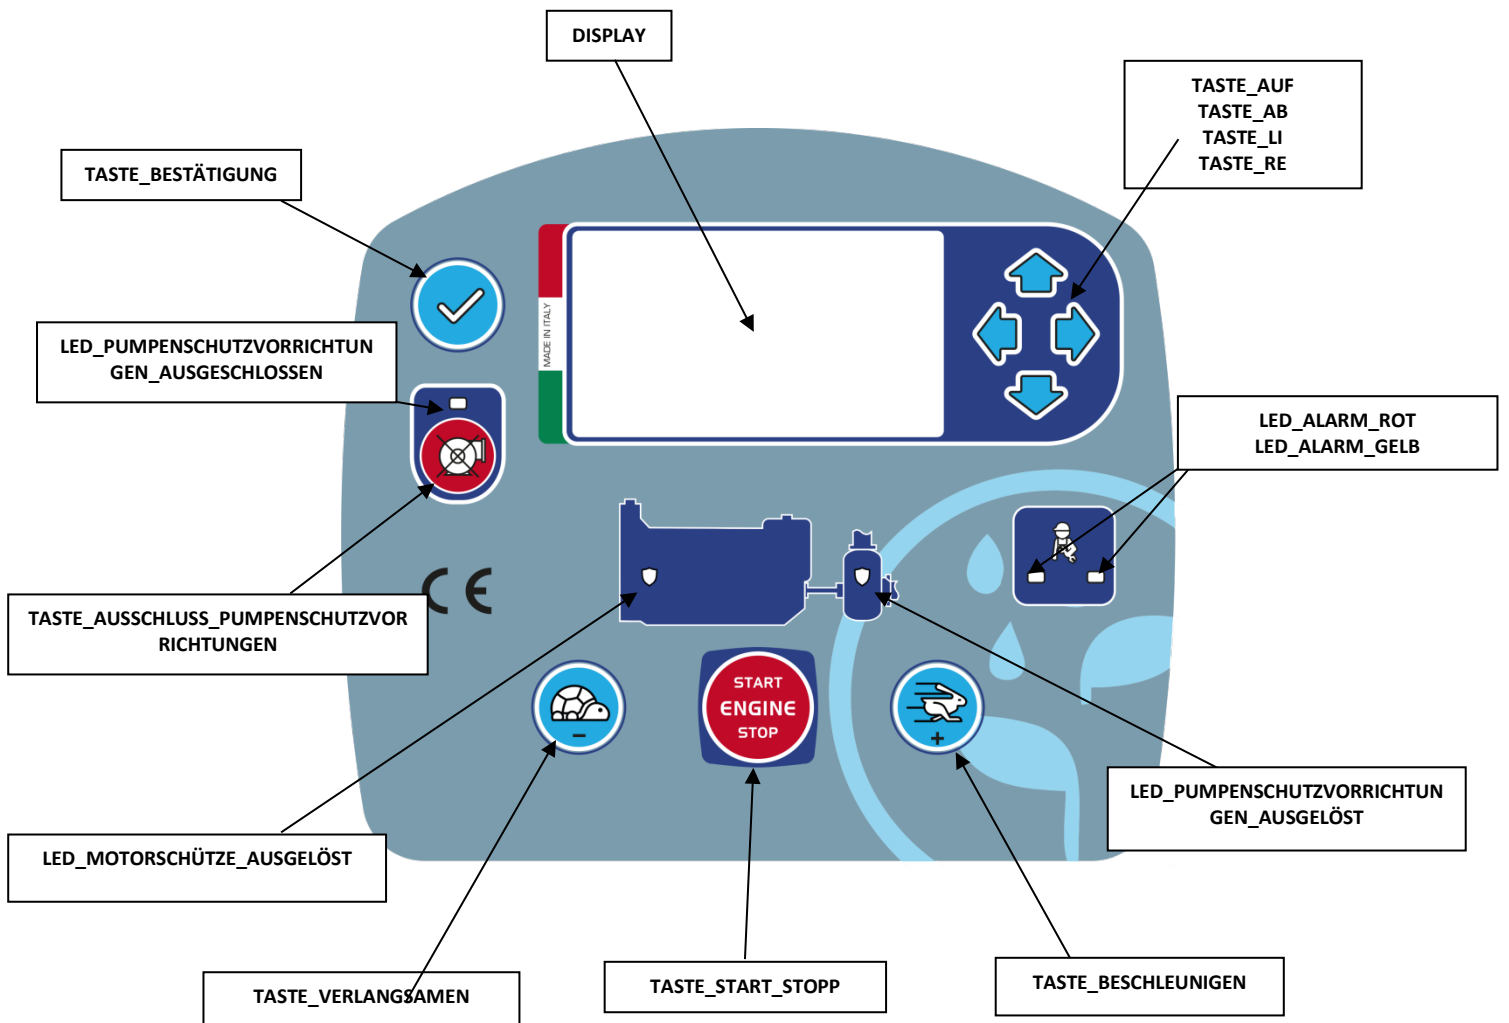 DISPLAY
TASTE_AUF
TASTE_AB
TASTE_LI
TASTE_RE
TASTE_BESTÄTIGUNG
MADE IN ITALY
LED_PUMPENSCHUTZVORRICHTUN
GEN_AUSGESCHLOSSEN
LED_ALARM_ROT
LED_ALARM_GELB
CE
TASTE_AUSSCHLUSS_PUMPENSCHUTZVOR
RICHTUNGEN
START
ENGINE
STOP
-
+
LED_PUMPENSCHUTZVORRICHTUN
GEN_AUSGELÖST
LED_MOTORSCHÜTZE_AUSGELÖST
TASTE_VERLANGSAMEN
TASTE_START_STOPP
TASTE_BESCHLEUNIGEN